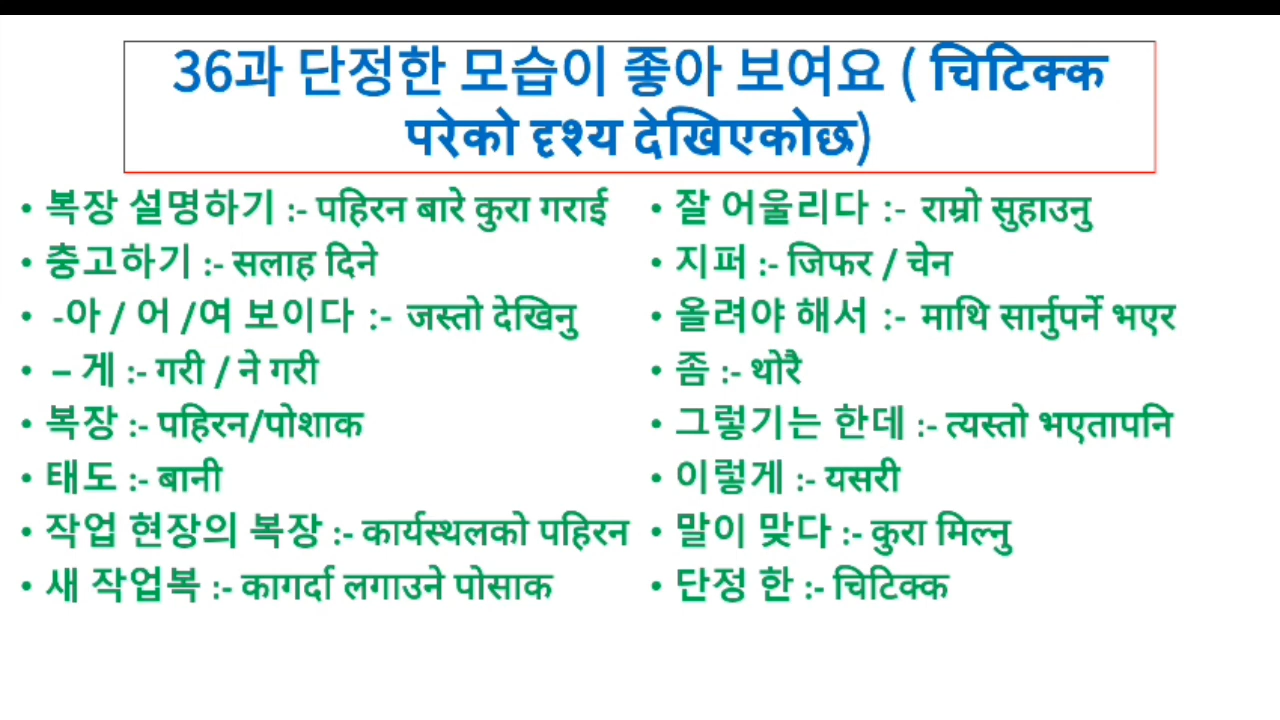 36과 단정한 모습이 좋아 보여요 ( चिटिक्क
परेको दृश्य देखिएकोछ)
• 복장 설명하기 :- पहिरन बारे कुरा गराई
• 충고하기 :- सलाह दिने
• -아 / 어 /여 보이다 :- जस्तो देखिनु
• – 게 :- गरी / ने गरी
• 복장 :- पहिरन/पोशाक
• 태도 :- बानी
• 작업 현장의 복장 :- कार्यस्थलको पहिरन
• 새 작업복 :- कागर्दा लगाउने पोसाक
• 잘 어울리다 :- राम्रो सुहाउनु
• 지퍼 :- जिफर / चेन
• 올려야 해서 :- माथि सार्नुपर्ने भएर
• 좀 :- थोरै
• 그렇기는 한데 :- त्यस्तो भएतापनि
• 이렇게 :- यसरी
• 말이 맞다 :- कुरा मिल्नु
• 단정 한 :- चिटिक्क